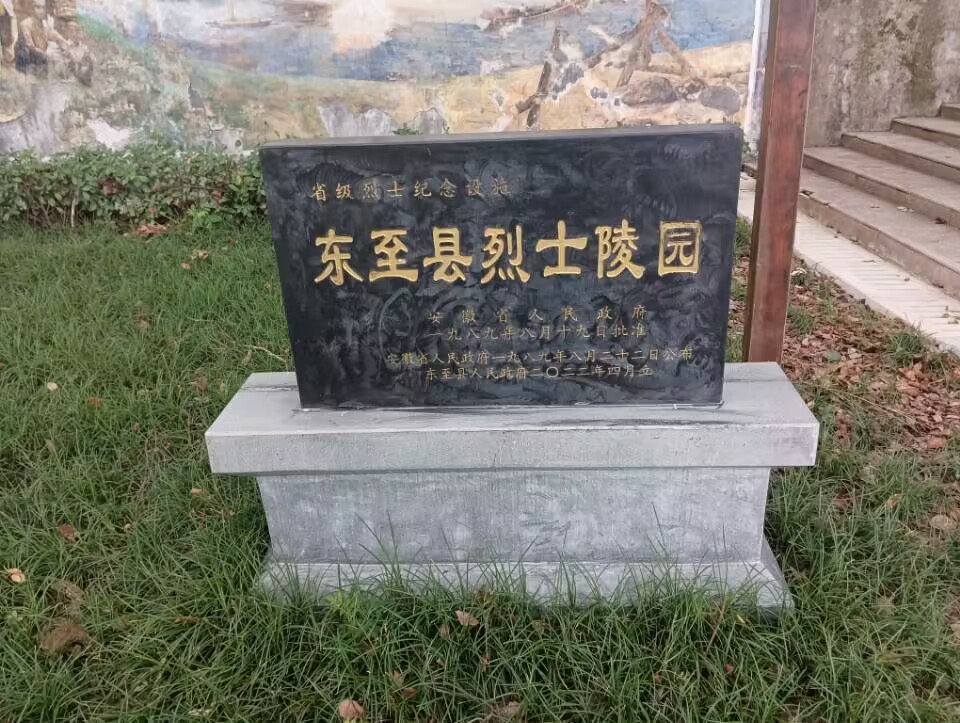 省级烈士纪念设施
东至县烈士陵园
安徽省人民政府
一九八九年八月十九日批准
安徽省人民政府一九八九年八月二十二日公布
东至县人民政府二〇二二年四月立